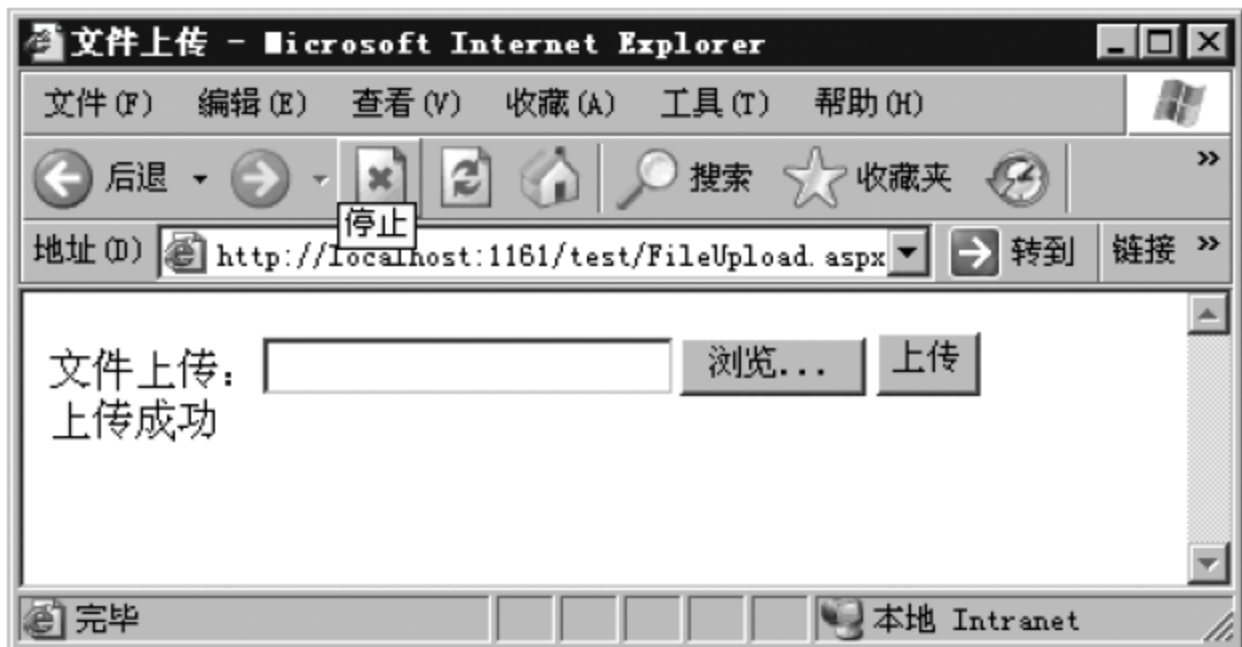 文件上传 - Microsoft Internet Explorer
文件(F) 编辑(E) 查看(V) 收藏(A) 工具(T) 帮助(H)
后退 搜索 收藏夹 »
停止
地址(D) http://localhost:1161/test/FileUpload.aspx 转到 链接 »
文件上传： 浏览... 上传
上传成功
完毕 本地 Intranet